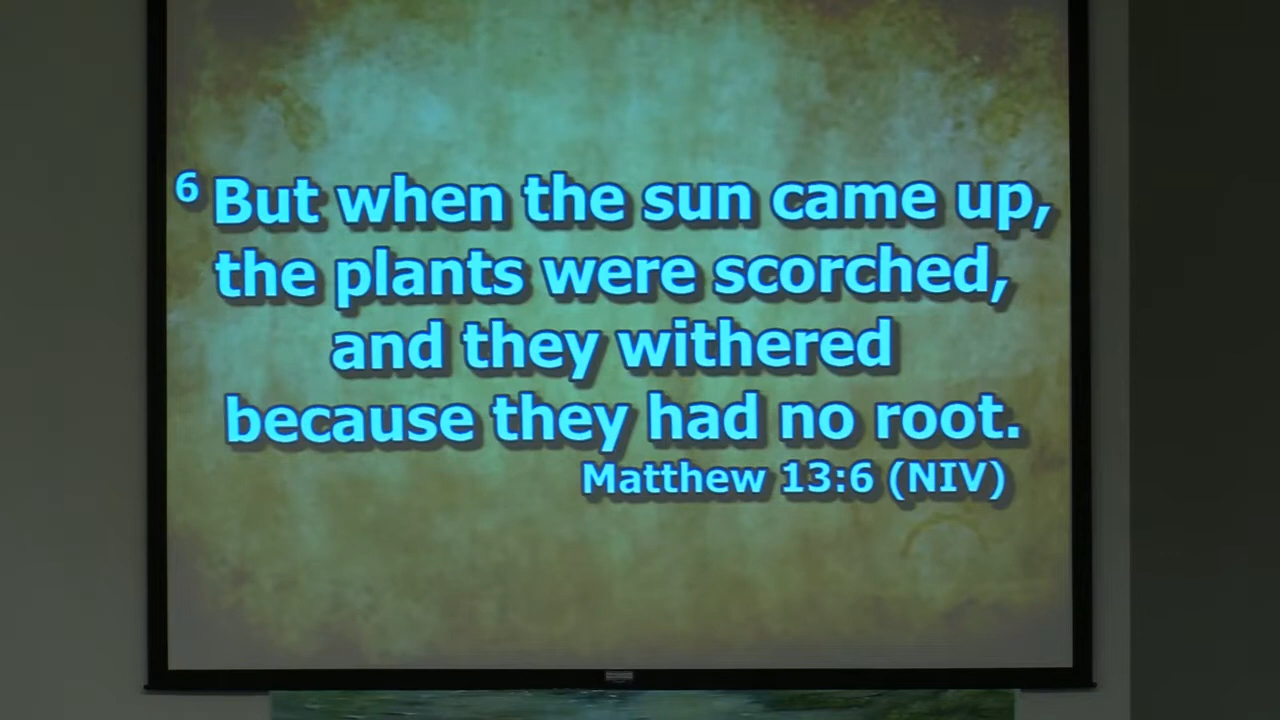 6 But when the sun came up,
the plants were scorched,
and they withered
because they had no root.
Matthew 13:6 (NIV)